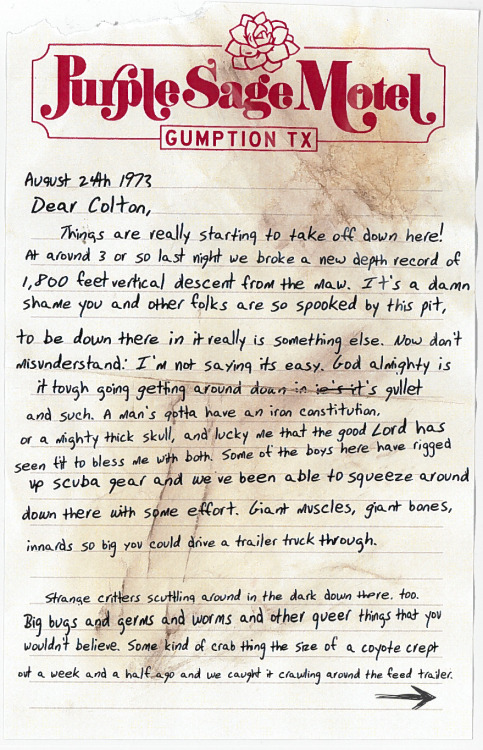 Purple Sage Motel
GUMPTION TX
August 24th 1973
Dear Colton,
Things are really starting to take off down here!
At around 3 or so last night we broke a new depth record of
1,800 feet vertical descent from the maw. It's a damn
shame you and other folks are so spooked by this pit,
to be down there in it really is something else. Now don't
misunderstand: I'm not saying its easy. God almighty is
it tough going getting around down in ie's it's gullet
and such. A man's gotta have an iron constitution,
or a mighty thick skull, and lucky me that the good Lord has
seen fit to bless me with both. Some of the boys here have rigged
up scuba gear and we've been able to squeeze around
down there with some effort. Giant muscles, giant bones,
innards so big you could drive a trailer truck through.
Strange critters scuttling around in the dark down there. too.
Big bugs and germs and worms and other queer things that you
wouldn't believe. Some kind of crab thing the size of a coyote crept
out a week and a half ago and we caught it crawling around the feed trailer.